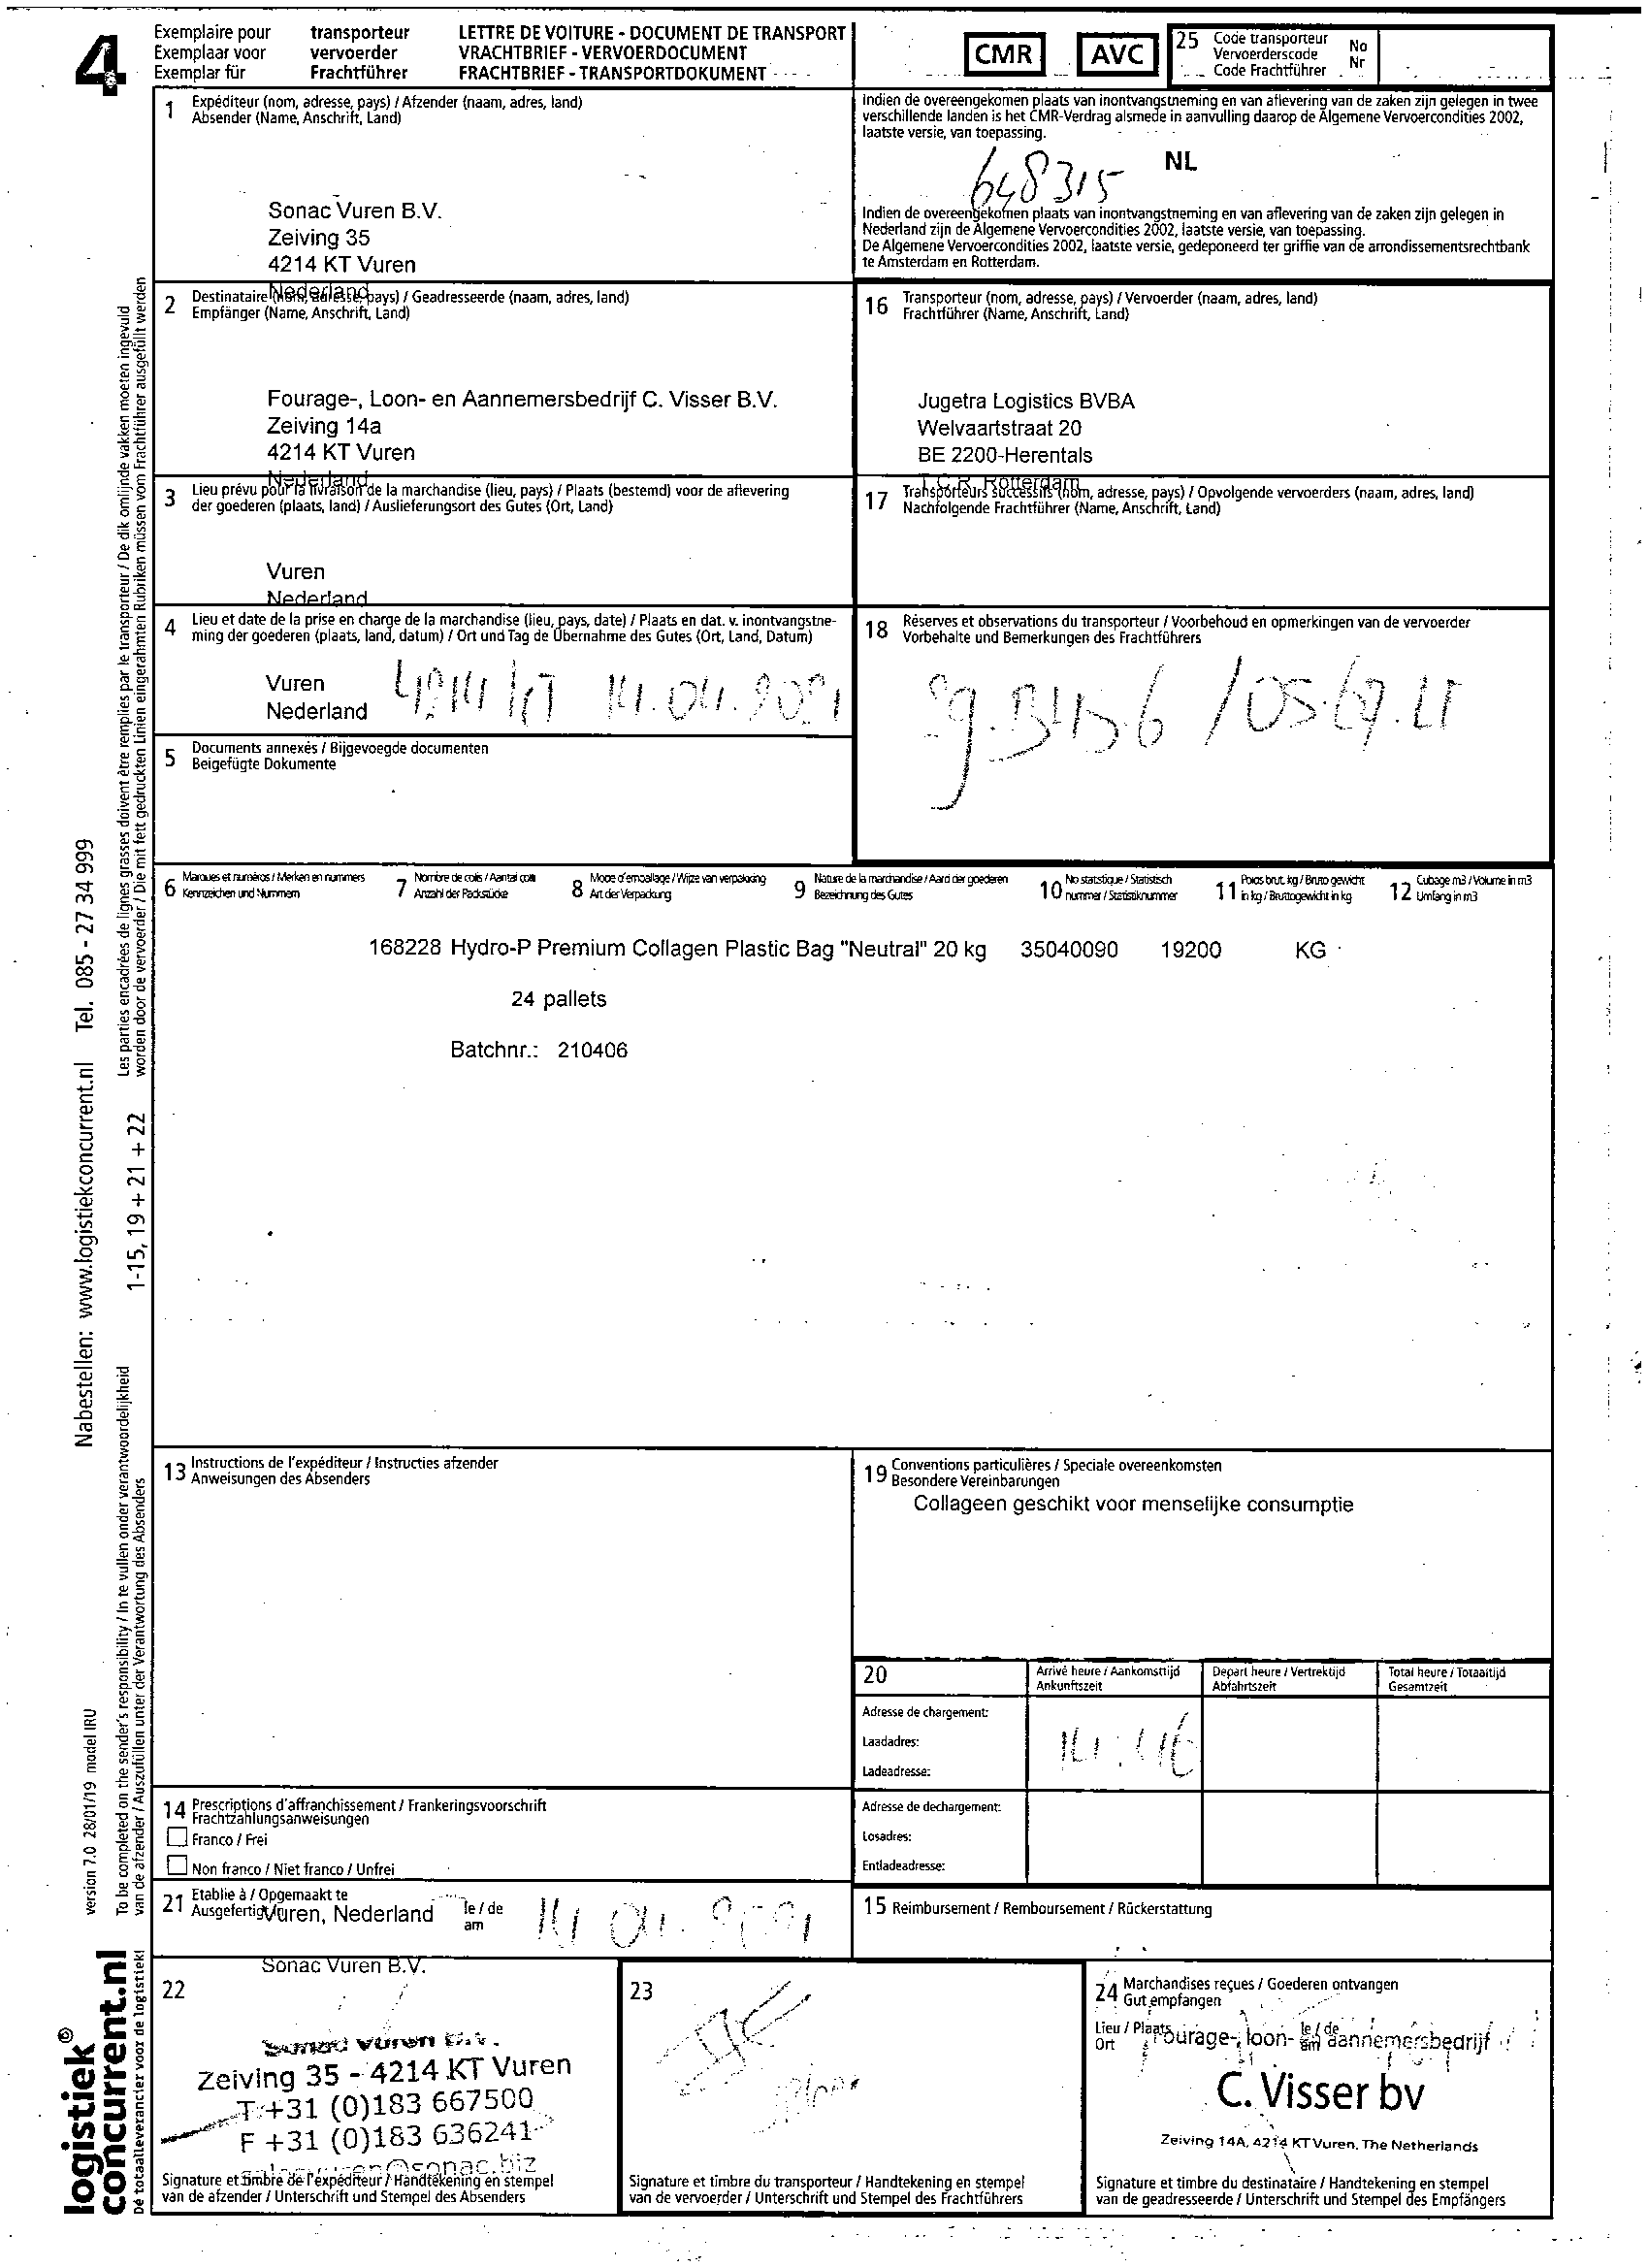 4
Exemplaire pour transporteur
Exemplaar voor vervoerder
Exemplar für Frachtführer
LETTRE DE VOITURE - DOCUMENT DE TRANSPORT
VRACHTBRIEF - VERVOERDOCUMENT
FRACHTBRIEF - TRANSPORTDOKUMENT
CMR
AVC
25 Code transporteur
Vervoerderscode
Code Frachtführer
No
Nr
1 Expéditeur (nom, adresse, pays) / Afzender (naam, adres, land)
Absender (Name, Anschrift, Land)
Sonac Vuren B.V.
Zeiving 35
4214 KT Vuren
Nederland
Indien de overeengekomen plaats van inontvangstneming en van aflevering van de zaken zijn gelegen in twee
verschillende landen is het CMR-Verdrag alsmede in aanvulling daarop de Algemene Vervoercondities 2002,
laatste versie, van toepassing.
648315
NL
Indien de overeengekomen plaats van inontvangstneming en van aflevering van de zaken zijn gelegen in
Nederland zijn de Algemene Vervoercondities 2002, laatste versie, van toepassing.
De Algemene Vervoercondities 2002, laatste versie, gedeponeerd ter griffie van de arrondissementsrechtbank
te Amsterdam en Rotterdam.
2 Destinataire (nom, adresse, pays) / Geadresseerde (naam, adres, land)
Empfänger (Name, Anschrift, Land)
Fourage-, Loon- en Aannemersbedrijf C. Visser B.V.
Zeiving 14a
4214 KT Vuren
Nederland
16 Transporteur (nom, adresse, pays) / Vervoerder (naam, adres, land)
Frachtführer (Name, Anschrift, Land)
Jugetra Logistics BVBA
Welvaartstraat 20
BE 2200-Herentals
T.C.R. Rotterdam
3 Lieu prévu pour la livraison de la marchandise (lieu, pays) / Plaats (bestemd) voor de aflevering
der goederen (plaats, land) / Auslieferungsort des Gutes (Ort, Land)
Vuren
Nederland
17 Transporteurs successifs (nom, adresse, pays) / Opvolgende vervoerders (naam, adres, land)
Nachfolgende Frachtführer (Name, Anschrift, Land)
4 Lieu et date de la prise en charge de la marchandise (lieu, pays, date) / Plaats en dat. v. inontvangstne-
ming der goederen (plaats, land, datum) / Ort und Tag de Übernahme des Gutes (Ort, Land, Datum)
Vuren
Nederland
4214 KT 14.04.2021
18 Réserves et observations du transporteur / Voorbehoud en opmerkingen van de vervoerder
Vorbehalte und Bemerkungen des Frachtführers
5 Documents annexés / Bijgevoegde documenten
Beigefügte Dokumente
6 Marques et numéros / Merken en nummers
Kennzeichen und Nummern
7 Nombre de colis / Aantal colli
Anzahl der Packstücke
8 Mode d'emballage / Wijze van verpakking
Art der Verpackung
9 Nature de la marchandise / Aard der goederen
Bezeichnung des Gutes
10 No statistique / Statistisch
nummer / Statistiknummer
11 Poids brut, kg / Bruto gewicht
in kg / Bruttogewicht in kg
12 Cubage m3 / Volume in m3
Umfang in m3
168228 Hydro-P Premium Collagen Plastic Bag "Neutral" 20 kg 35040090 19200 KG
24 pallets
Batchnr.: 210406
13 Instructions de l'expéditeur / Instructies afzender
Anweisungen des Absenders
19 Conventions particulières / Speciale overeenkomsten
Besondere Vereinbarungen
Collageen geschikt voor menselijke consumptie
20
Arrivé heure / Aankomsttijd
Ankunftszeit
Depart heure / Vertrektijd
Abfahrtszeit
Total heure / Totaaltijd
Gesamtzeit
Adresse de chargement:
Laadadres:
Ladeadresse:
14:46
Adresse de dechargement:
Losadres:
Entladeadresse:
14 Prescriptions d'affranchissement / Frankeringsvoorschrift
Frachtzahlungsanweisungen
Franco / Frei
Non franco / Niet franco / Unfrei
21 Etablie à / Opgemaakt te
Ausgefertigt Vuren, Nederland
le / de
am
14 04.2021
15 Reimbursement / Remboursement / Rückerstattung
22
Sonac Vuren B.V.
Sonac Vuren B.V.
Zeiving 35 - 4214 KT Vuren
T +31 (0)183 667500
F +31 (0)183 636241
Signature et timbre de l'expéditeur / Handtekening en stempel
van de afzender / Unterschrift und Stempel des Absenders
23
Signature et timbre du transporteur / Handtekening en stempel
van de vervoerder / Unterschrift und Stempel des Frachtführers
24 Marchandises reçues / Goederen ontvangen
Gut empfangen
Lieu / Plaats
Ort
le / de
am
Fourage-, loon- en aannemersbedrijf
C. Visser bv
Zeiving 14A, 4214 KT Vuren, The Netherlands
Signature et timbre du destinataire / Handtekening en stempel
van de geadresseerde / Unterschrift und Stempel des Empfängers
Les parties encadrées de lignes grasses doivent être remplies par le transporteur / De dik omlijnde vakken moeten ingevuld
worden door de vervoerder / Die mit fett gedruckten Linien eingerahmten Rubriken müssen vom Frachtführer ausgefüllt werden
1-15, 19 + 21 + 22
To be completed on the sender's responsibility / In te vullen onder verantwoordelijkheid
van de afzender / Auszufüllen unter der Verantwortung des Absenders
Nabestellen: www.logistiekconcurrent.nl Tel. 085 - 27 34 999
version 7.0 28/01/19 model IRU
logistiek©
concurrent.nl
Dé totaalleverancier voor de logistiek!